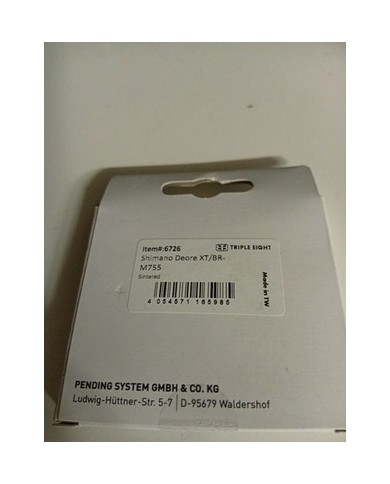 Item#:6726 TRIPLE EIGHT
Shimano Deore XT/BR-
M755
Sintered
Made in TW
4 054571 165985
PENDING SYSTEM GMBH & CO. KG
Ludwig-Hüttner-Str. 5-7 | D-95679 Waldershof